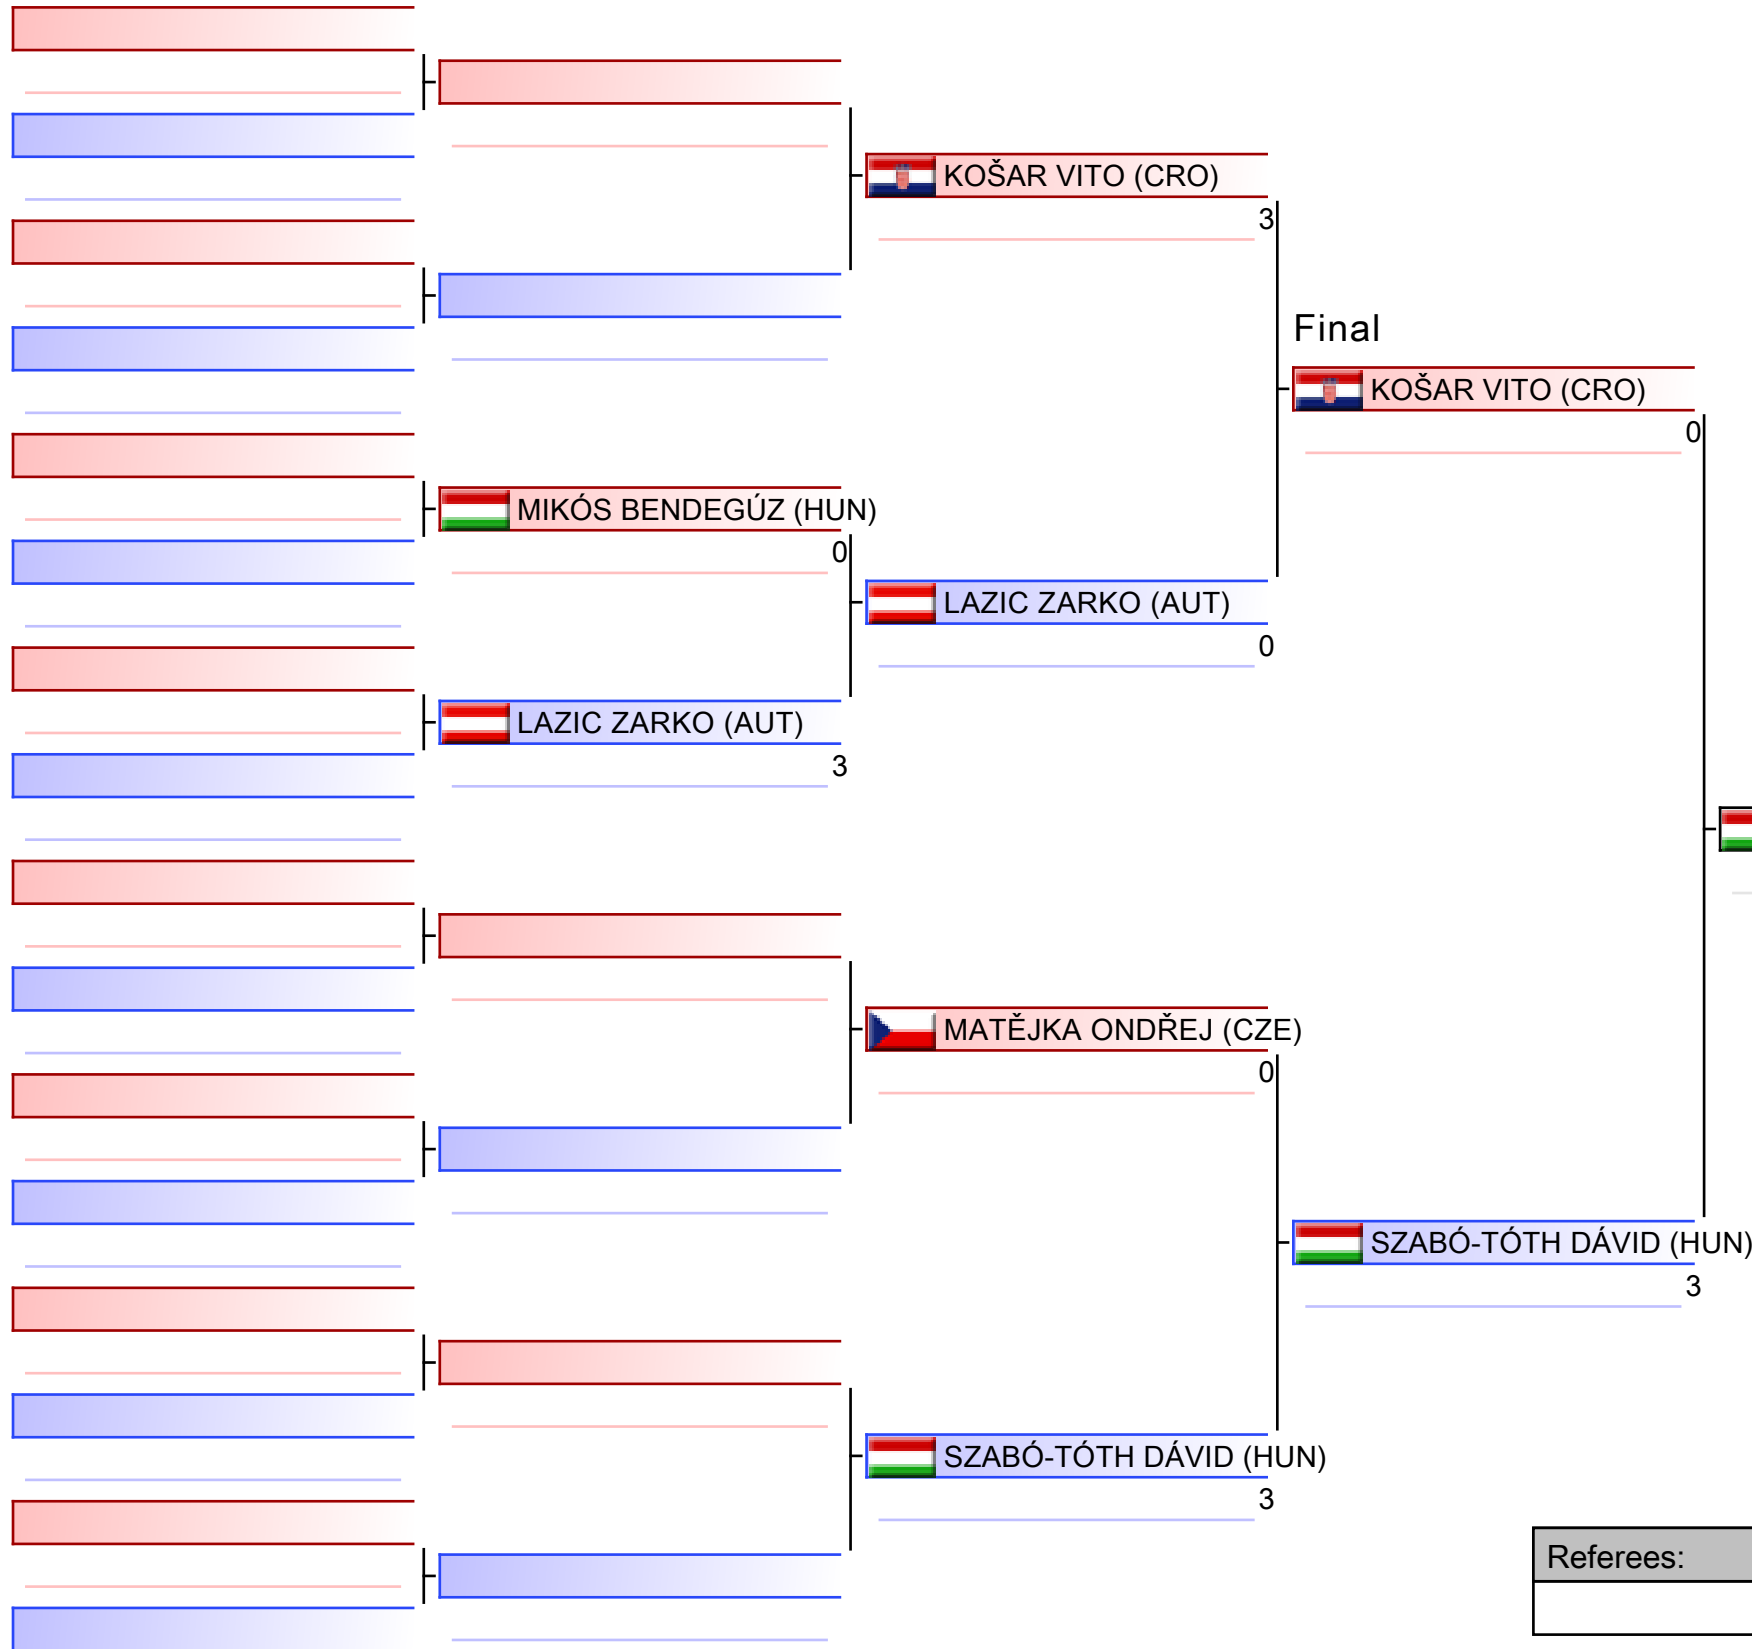 KOŠAR VITO (CRO)
3
Final
KOŠAR VITO (CRO)
0
MIKÓS BENDEGÚZ (HUN)
0
LAZIC ZARKO (AUT)
0
LAZIC ZARKO (AUT)
3
MATĚJKA ONDŘEJ (CZE)
0
SZABÓ-TÓTH DÁVID (HUN)
3
SZABÓ-TÓTH DÁVID (HUN)
3
Referees: